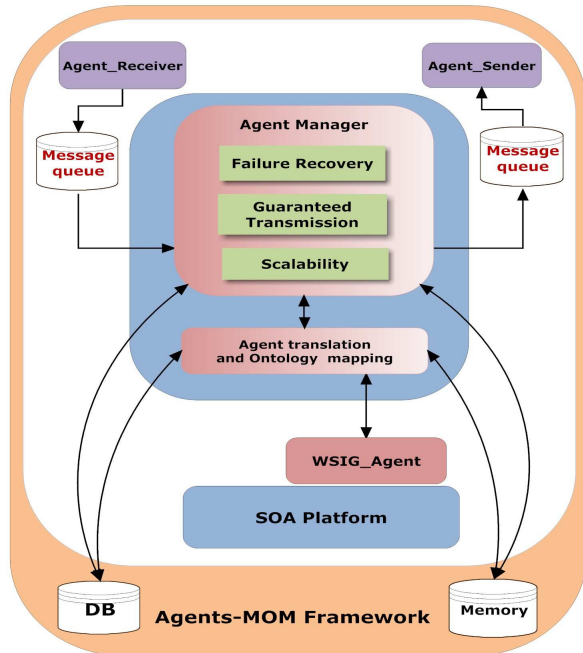 Agent_Receiver
Agent_Sender
Message
queue
Message
queue
Agent Manager
Failure Recovery
Guaranteed
Transmission
Scalability
Agent translation
and Ontology mapping
WSIG_Agent
SOA Platform
DB
Memory
Agents-MOM Framework